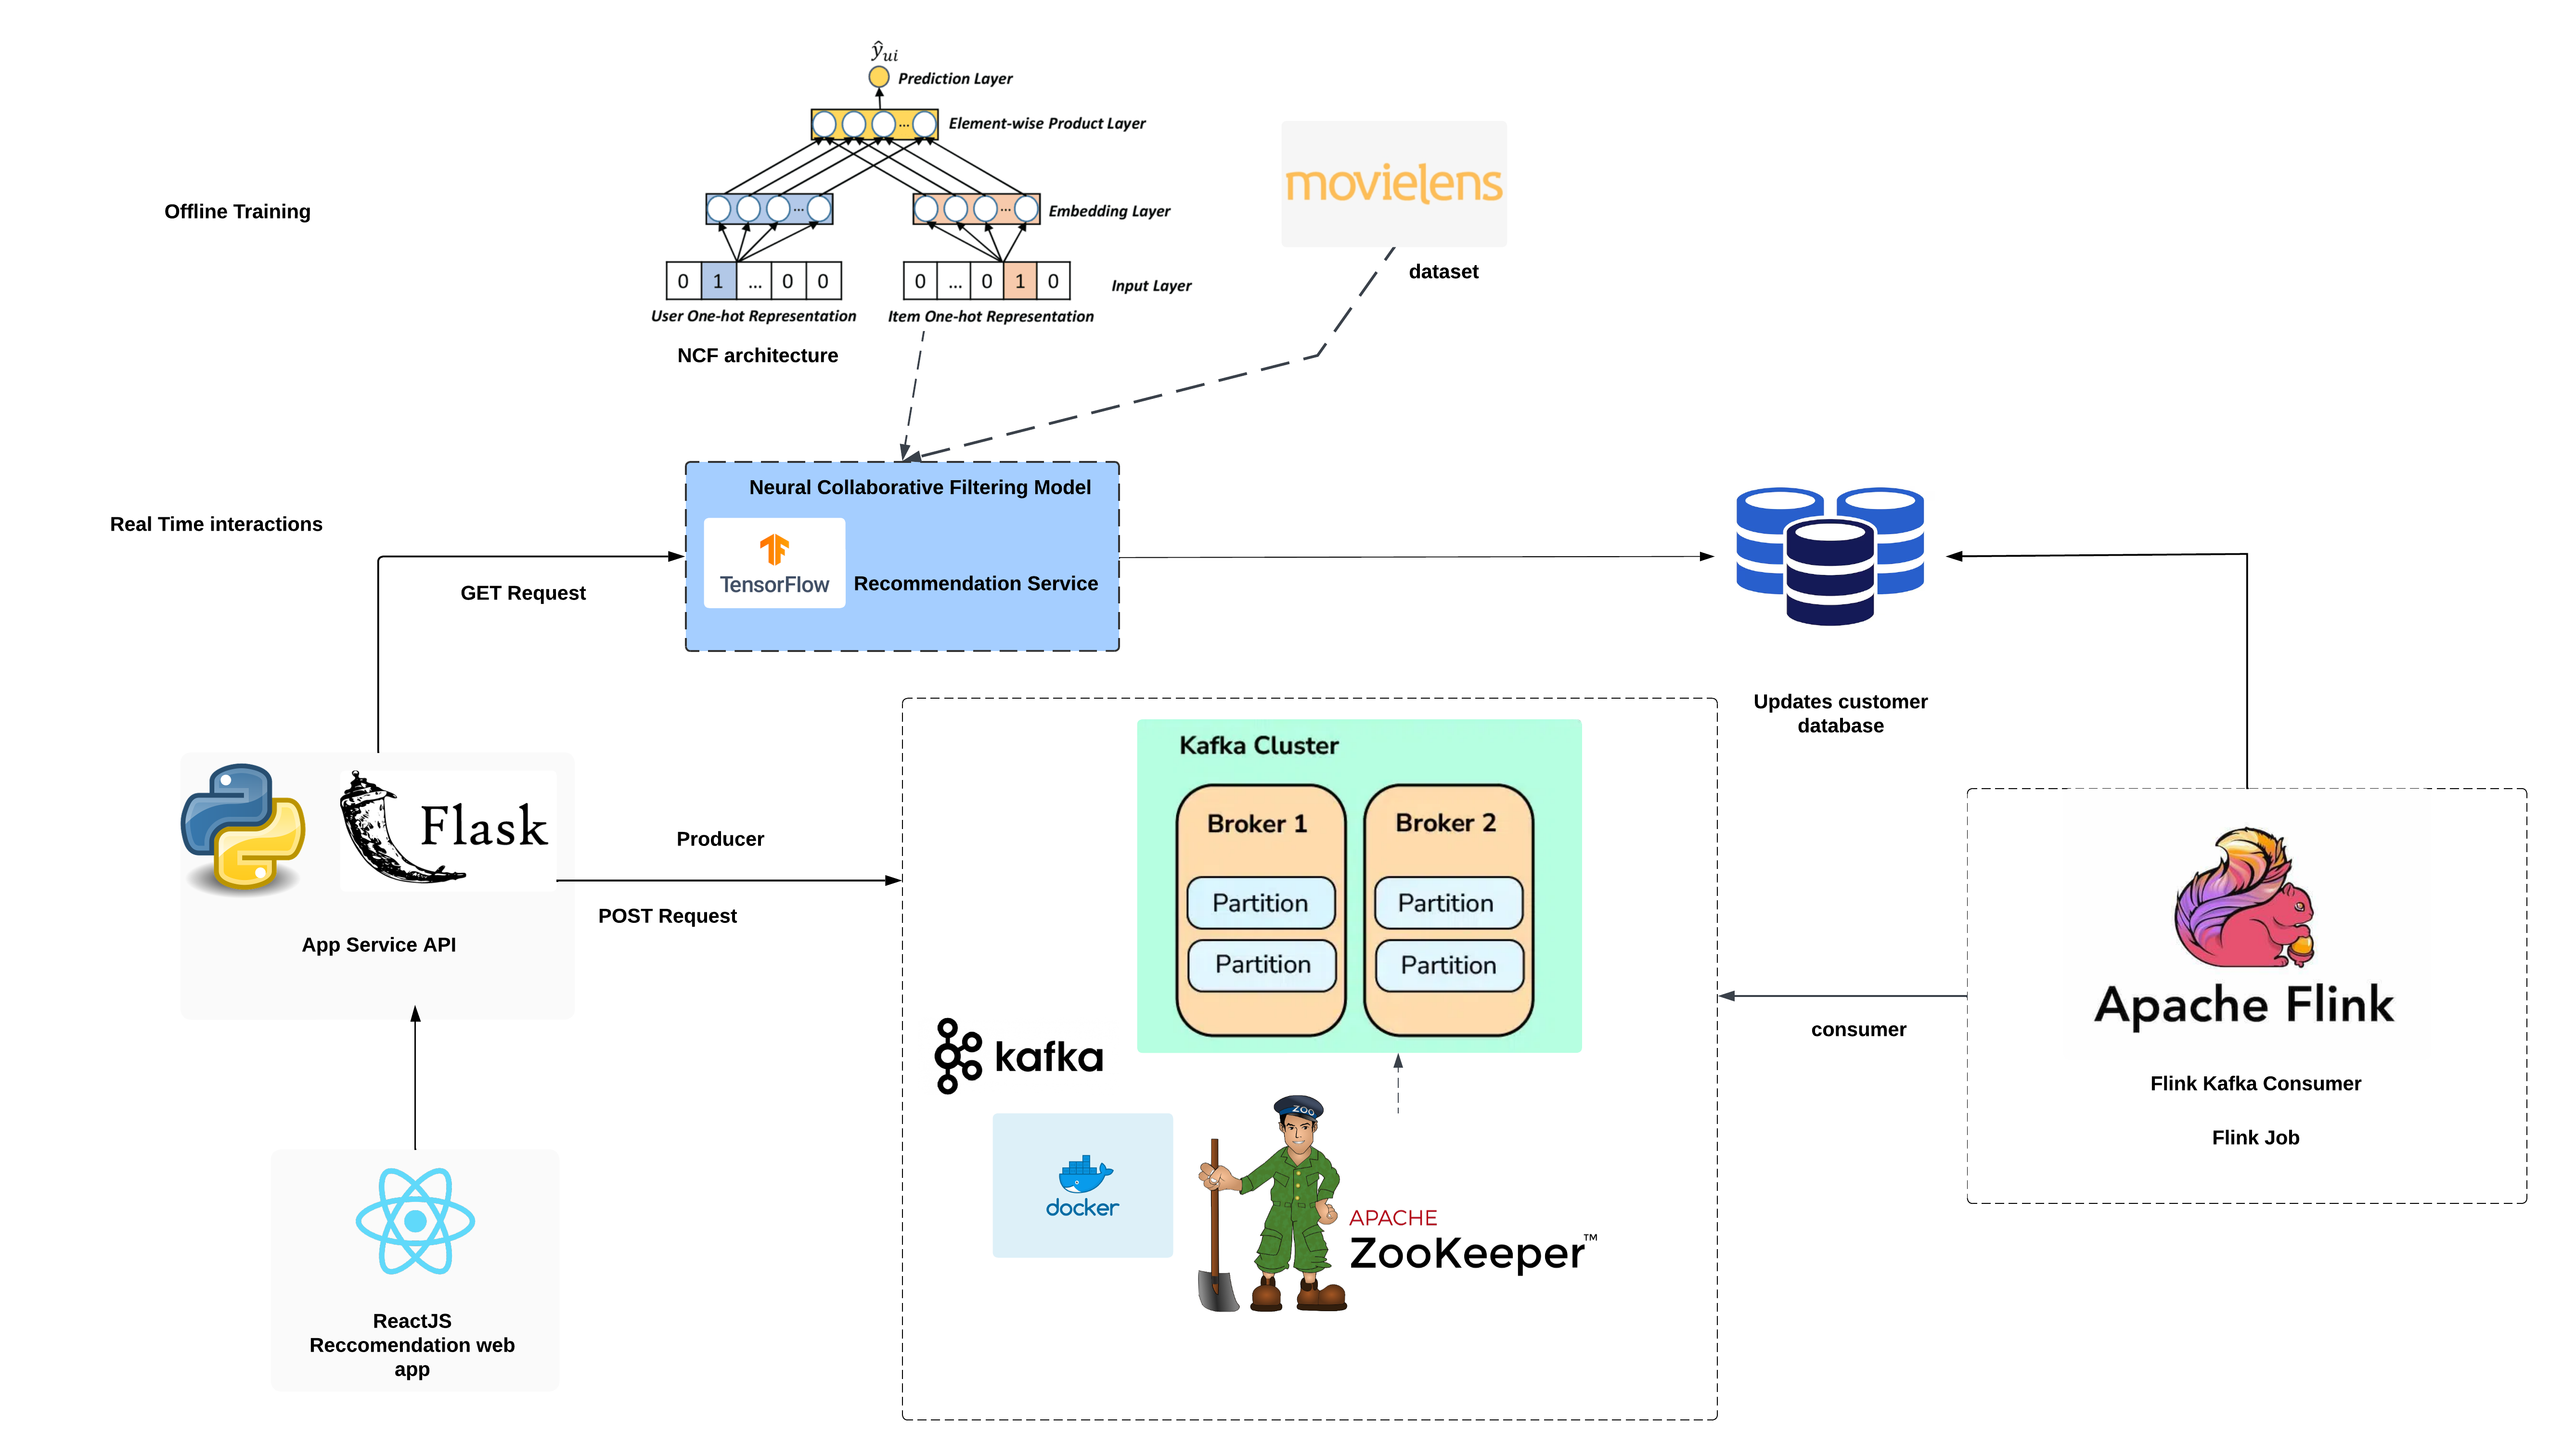 ŷui
Prediction Layer
...
Element-wise Product Layer
movielens
Offline Training
...
...
Embedding Layer
0 1 ... 0 0
0 ... 0 1 0
Input Layer
dataset
User One-hot Representation
Item One-hot Representation
NCF architecture
Neural Collaborative Filtering Model
Real Time interactions
TensorFlow
Recommendation Service
GET Request
Updates customer
database
Kafka Cluster
Broker 1
Broker 2
Flask
Producer
Partition
Partition
POST Request
App Service API
Partition
Partition
Apache Flink
consumer
kafka
Flink Kafka Consumer
ZOO
Flink Job
docker
APACHE
ZooKeeper™
ReactJS
Reccomendation web
app